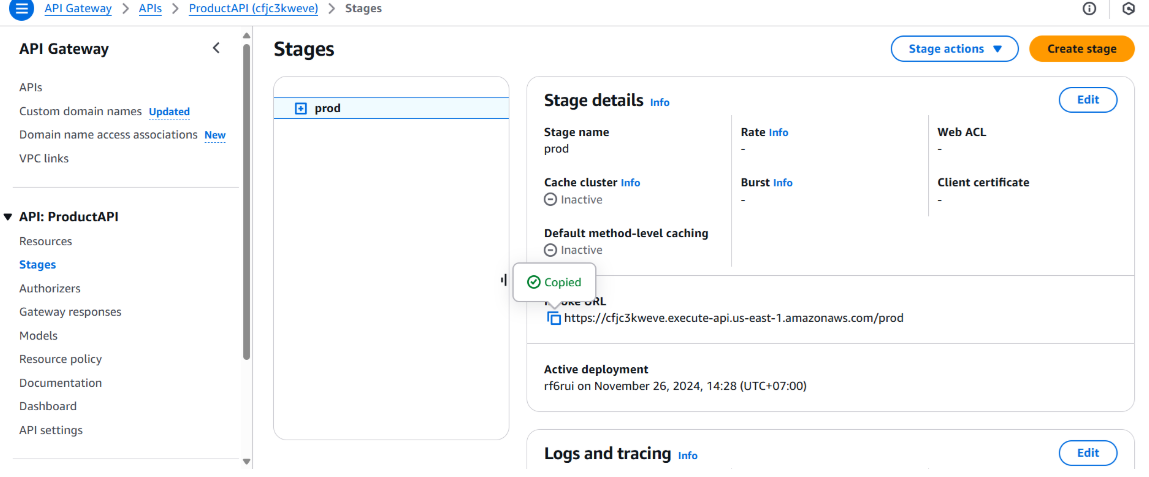 API Gateway > APIs > ProductAPI (cfjc3kweve) > Stages
API Gateway
APIs
Custom domain names Updated
Domain name access associations New
VPC links
API: ProductAPI
Resources
Stages
Authorizers
Gateway responses
Models
Resource policy
Documentation
Dashboard
API settings
Stages
Stage actions
Create stage
prod
Stage details Info
Edit
Stage name
prod
Rate Info
-
Web ACL
-
Cache cluster Info
Inactive
Burst Info
-
Client certificate
-
Default method-level caching
Inactive
Copied
URL
https://cfjc3kweve.execute-api.us-east-1.amazonaws.com/prod
Active deployment
rf6rui on November 26, 2024, 14:28 (UTC+07:00)
Logs and tracing Info
Edit